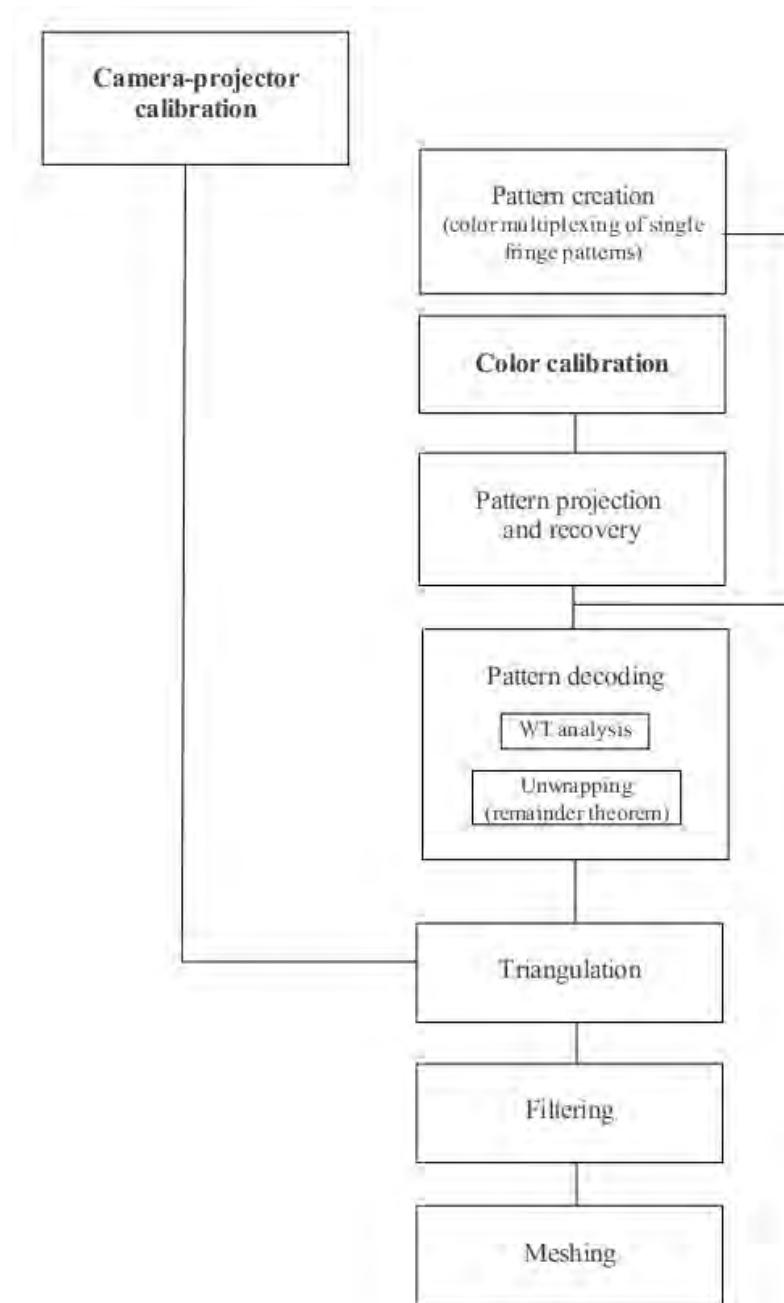 Camera-projector
calibration
Pattern creation
(color multiplexing of single
fringe patterns)
Color calibration
Pattern projection
and recovery
Pattern decoding
WT analysis
Unwrapping
(remainder theorem)
Triangulation
Filtering
Meshing